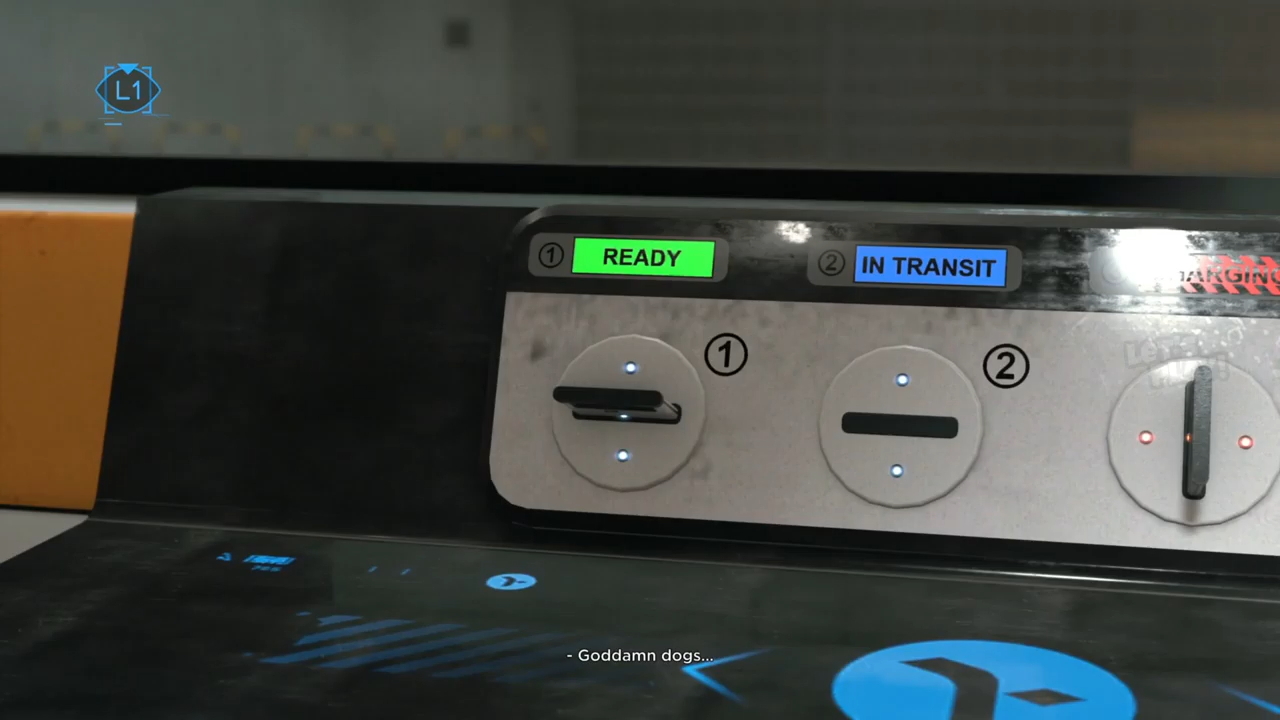 L1
① READY
② IN TRANSIT
①
②
- Goddamn dogs...